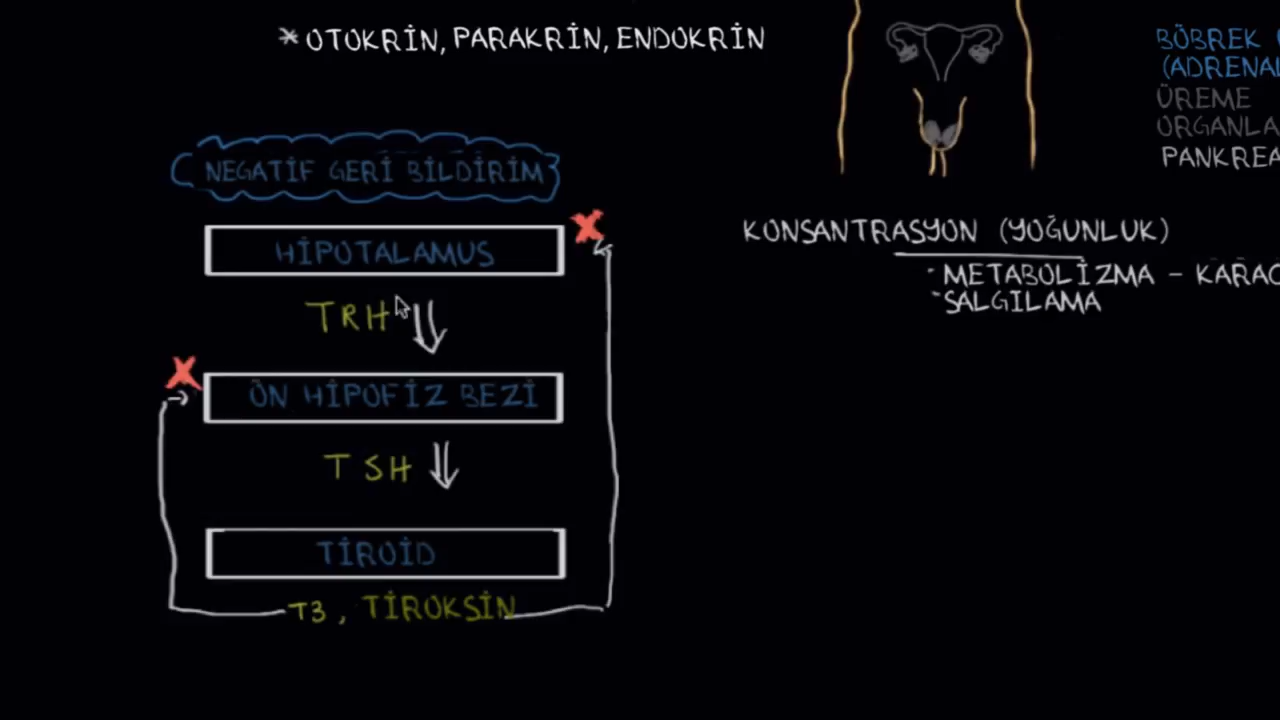 * OTOKRİN, PARAKRİN, ENDOKRİN
BÖBREK
(ADRENAL
ÜREME
ORGANLA
PANKREA
NEGATİF GERİ BİLDİRİM
HİPOTALAMUS
TRH
ÖN HİPOFİZ BEZİ
TSH
TİROİD
T3, TİROKSİN
KONSANTRASYON (YOĞUNLUK)
· METABOLİZMA - KARAC
· SALGILAMA